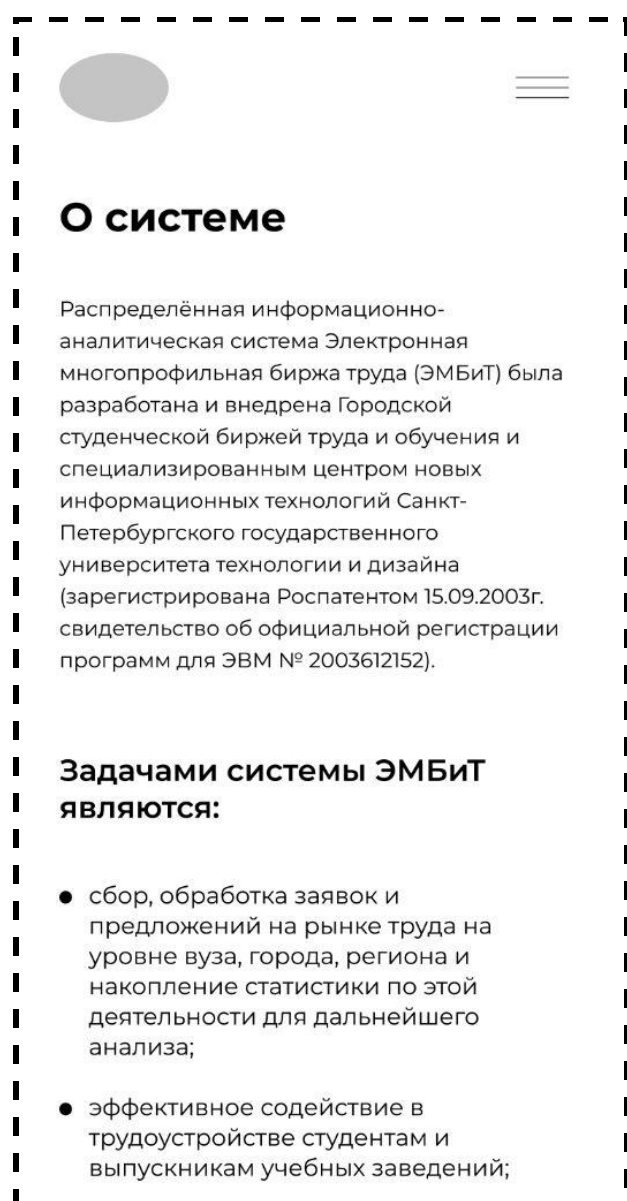 О системе
Распределённая информационно-
аналитическая система Электронная
многопрофильная биржа труда (ЭМБиТ) была
разработана и внедрена Городской
студенческой биржей труда и обучения и
специализированным центром новых
информационных технологий Санкт-
Петербургского государственного
университета технологии и дизайна
(зарегистрирована Роспатентом 15.09.2003г.
свидетельство об официальной регистрации
программ для ЭВМ № 2003612152).
Задачами системы ЭМБиТ
являются:
● сбор, обработка заявок и
предложений на рынке труда на
уровне вуза, города, региона и
накопление статистики по этой
деятельности для дальнейшего
анализа;
● эффективное содействие в
трудоустройстве студентам и
выпускникам учебных заведений;